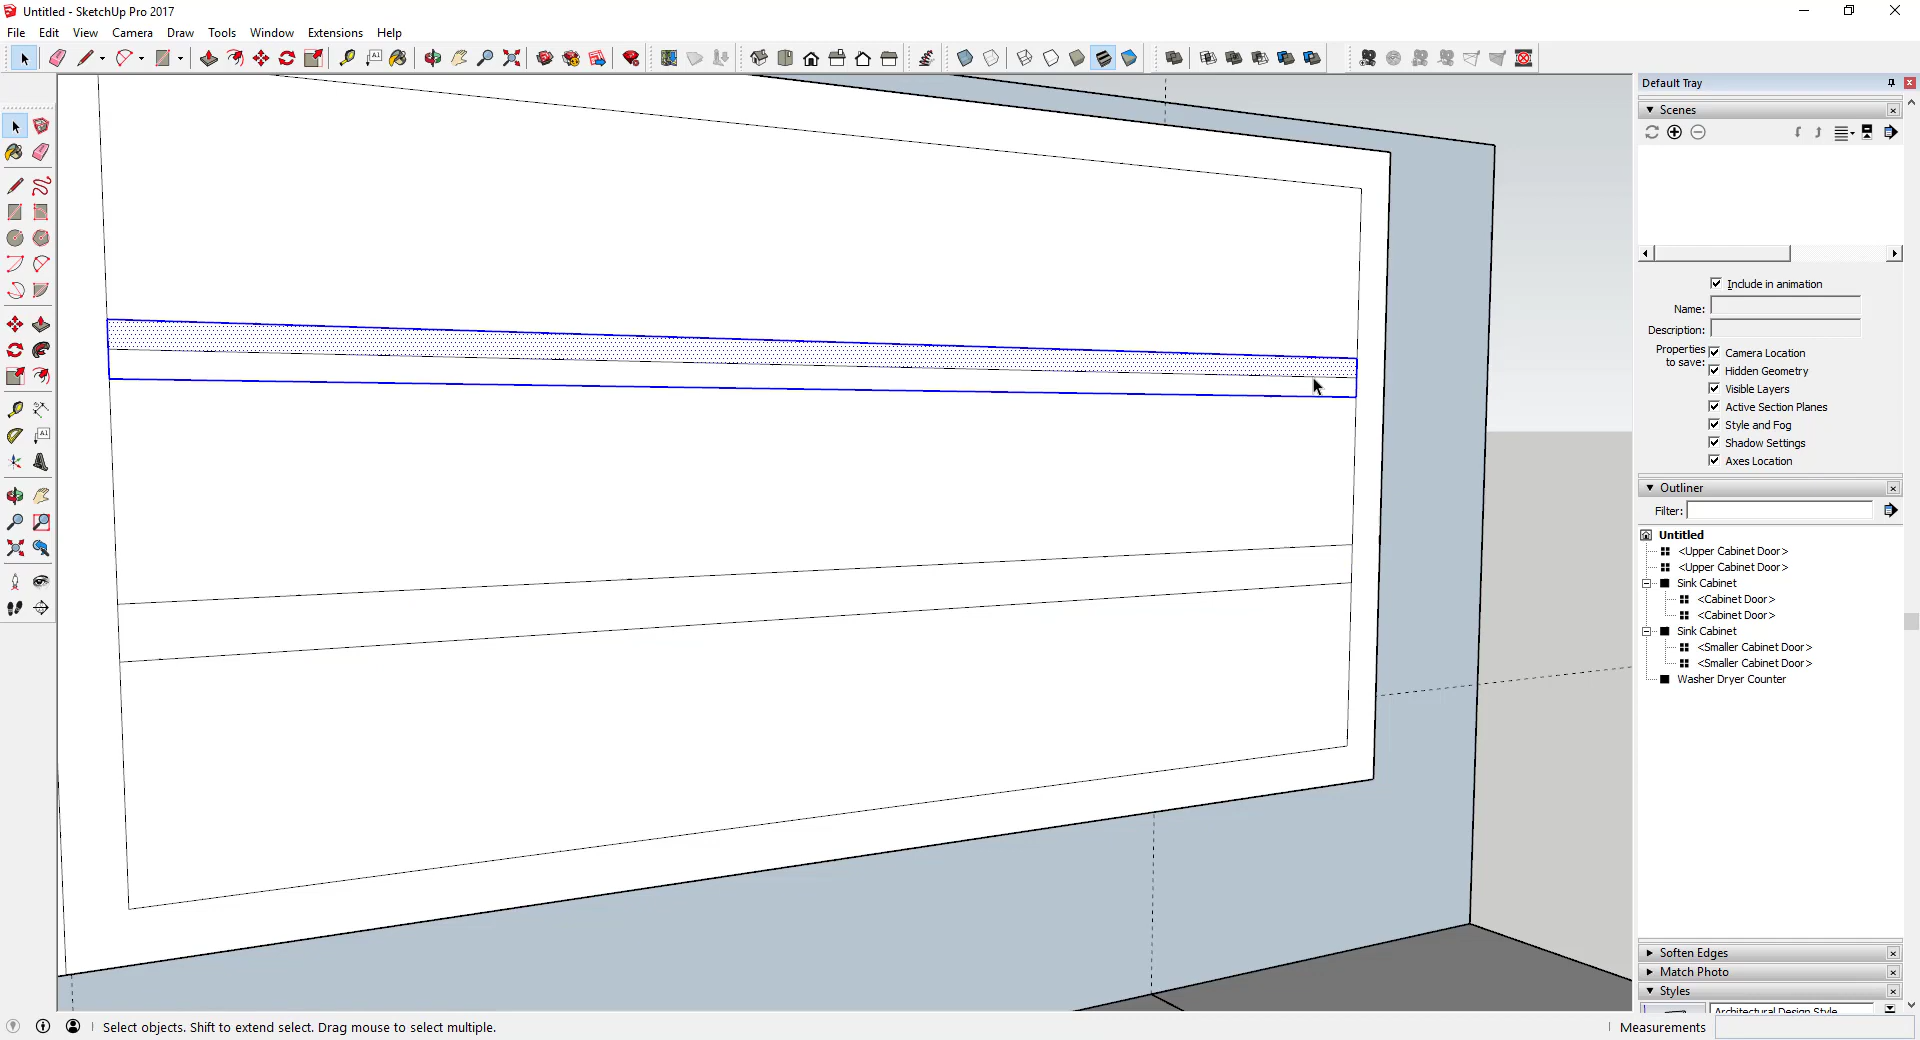 Untitled - SketchUp Pro 2017
File Edit View Camera Draw Tools Window Extensions Help
Default Tray
Scenes
Include in animation
Name:
Description:
Properties to save:
Camera Location
Hidden Geometry
Visible Layers
Active Section Planes
Style and Fog
Shadow Settings
Axes Location
Outliner
Filter:
Untitled
<Upper Cabinet Door>
<Upper Cabinet Door>
Sink Cabinet
<Cabinet Door>
<Cabinet Door>
Sink Cabinet
<Smaller Cabinet Door>
<Smaller Cabinet Door>
Washer Dryer Counter
Soften Edges
Match Photo
Styles
Architectural Design Style
Select objects. Shift to extend select. Drag mouse to select multiple.
Measurements